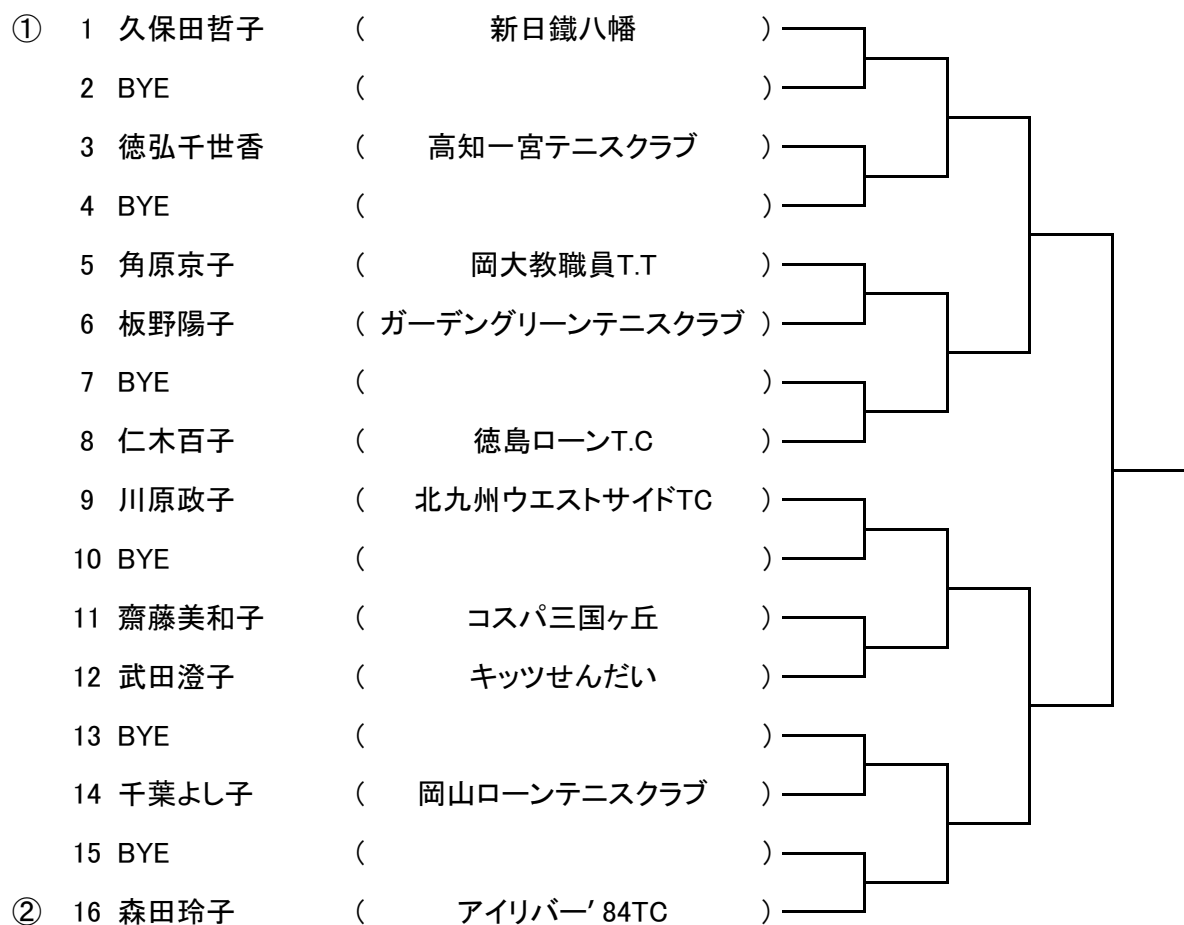 ① 1 久保田哲子 ( 新日鐵八幡 )
2 BYE ( )
3 徳弘千世香 ( 高知一宮テニスクラブ )
4 BYE ( )
5 角原京子 ( 岡大教職員T.T )
6 板野陽子 ( ガーデングリーンテニスクラブ )
7 BYE ( )
8 仁木百子 ( 徳島ローンT.C )
9 川原政子 ( 北九州ウエストサイドTC )
10 BYE ( )
11 齋藤美和子 ( コスパ三国ヶ丘 )
12 武田澄子 ( キッツせんだい )
13 BYE ( )
14 千葉よし子 ( 岡山ローンテニスクラブ )
15 BYE ( )
② 16 森田玲子 ( アイリバー’84TC )